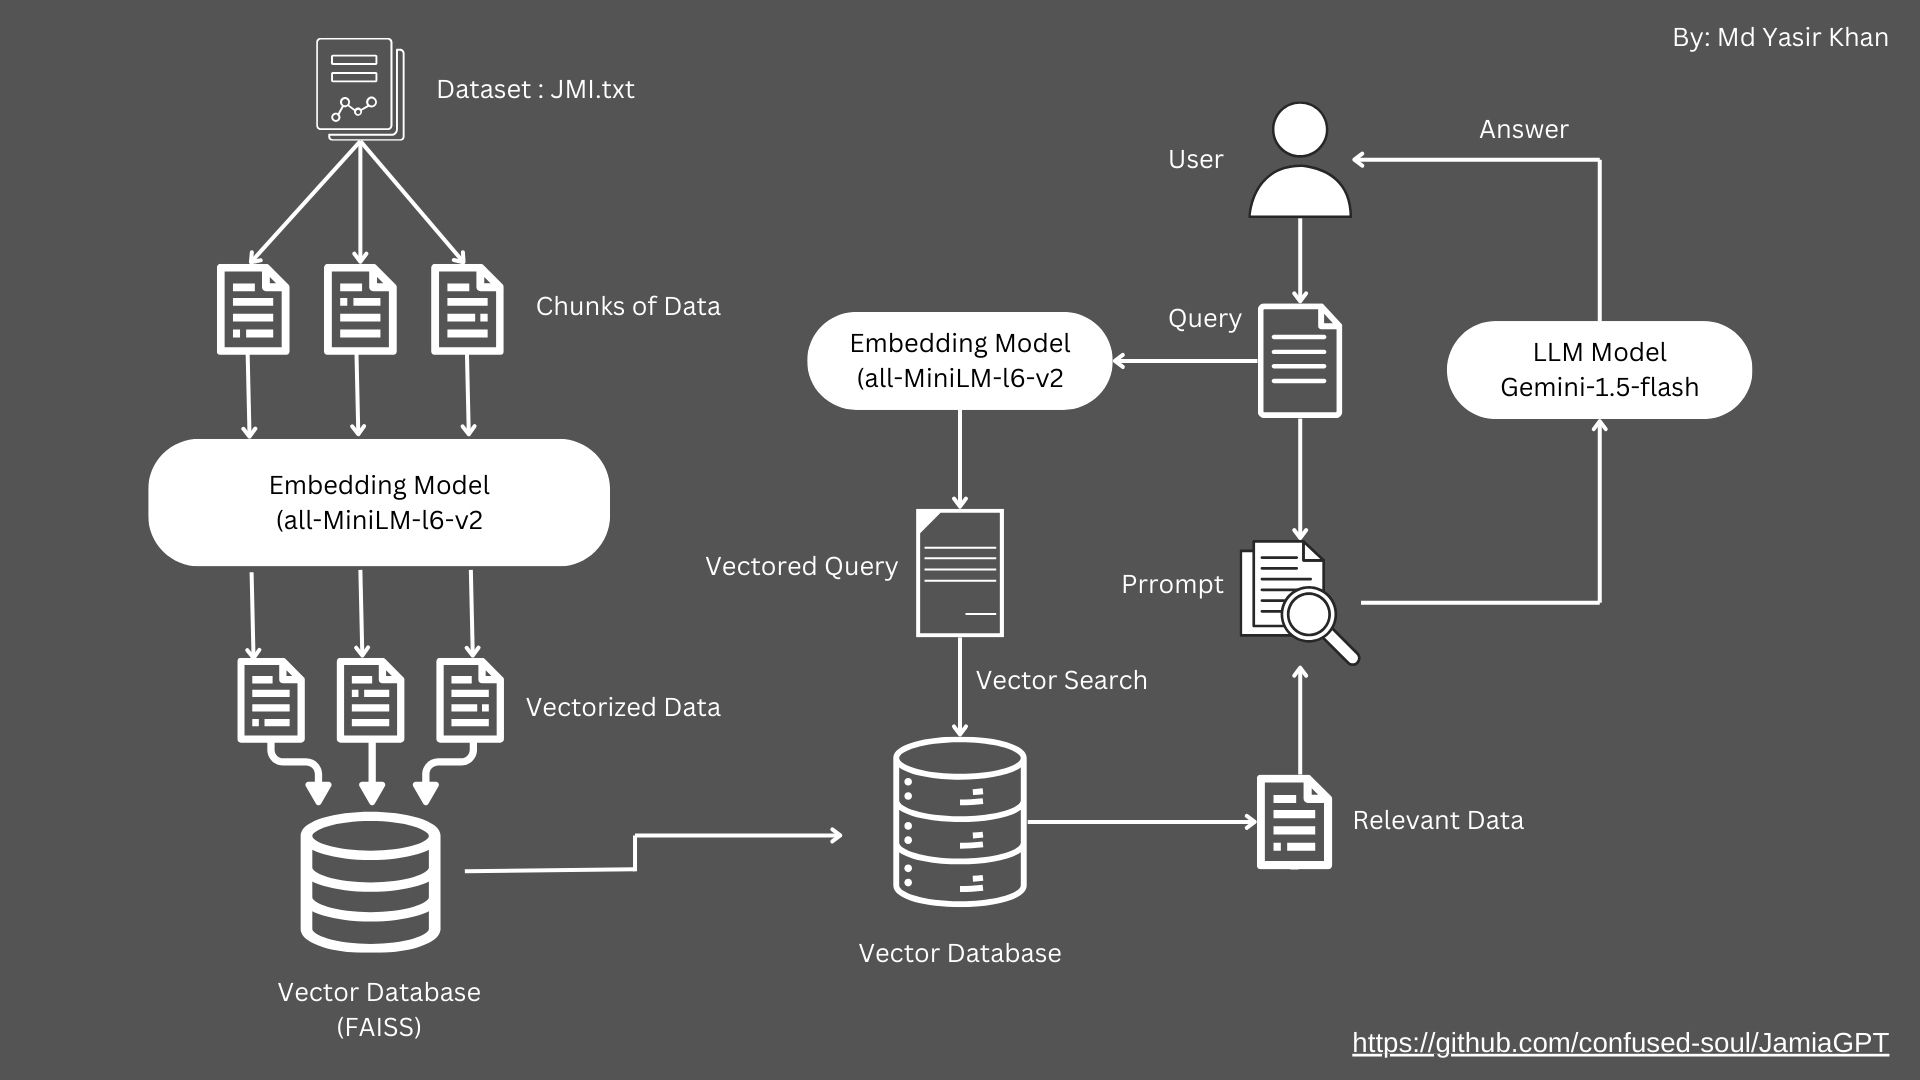 By: Md Yasir Khan
Dataset : JMI.txt
Chunks of Data
Embedding Model
(all-MiniLM-l6-v2
Vectorized Data
Vector Database
(FAISS)
User
Answer
Query
Embedding Model
(all-MiniLM-l6-v2
LLM Model
Gemini-1.5-flash
Vectored Query
Prrompt
Vector Search
Relevant Data
Vector Database
https://github.com/confused-soul/JamiaGPT